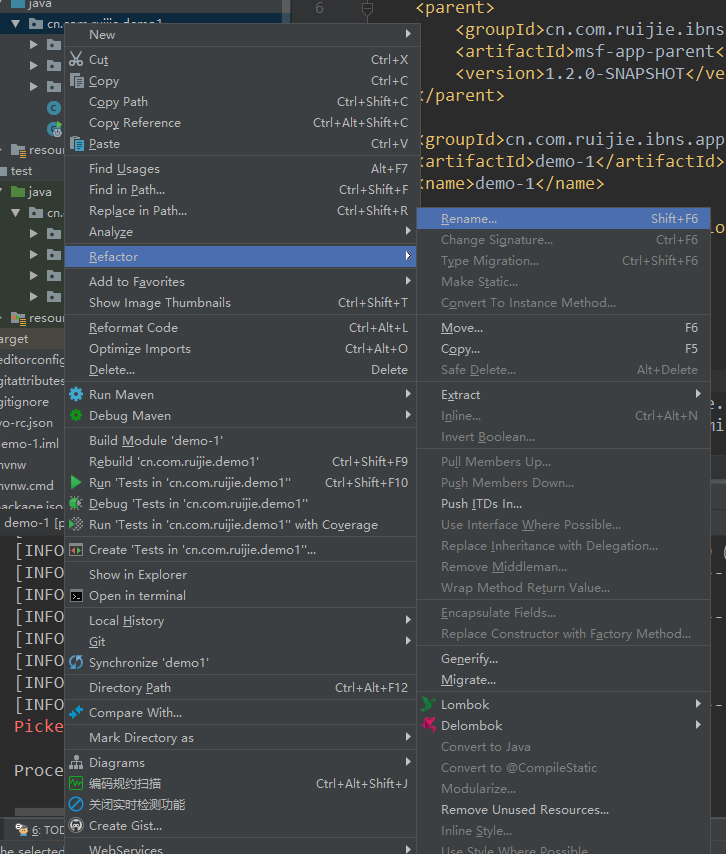 java
cn.com.ruijie.demo1
resour
test
java
cn.
resour
arget
editorconfig
gitattributes
gitignore
yo-rc.json
demo-1.iml
mvnw
mvnw.cmd
package.jso
demo-1 [p
New
Cut Ctrl+X
Copy Ctrl+C
Copy Path Ctrl+Shift+C
Copy Reference Ctrl+Alt+Shift+C
Paste Ctrl+V
Find Usages Alt+F7
Find in Path... Ctrl+Shift+F
Replace in Path... Ctrl+Shift+R
Analyze
Refactor
Add to Favorites
Show Image Thumbnails Ctrl+Shift+T
Reformat Code Ctrl+Alt+L
Optimize Imports Ctrl+Alt+O
Delete... Delete
Run Maven
Debug Maven
Build Module 'demo-1'
Rebuild 'cn.com.ruijie.demo1' Ctrl+Shift+F9
Run 'Tests in 'cn.com.ruijie.demo1'' Ctrl+Shift+F10
Debug 'Tests in 'cn.com.ruijie.demo1''
Run 'Tests in 'cn.com.ruijie.demo1'' with Coverage
Create 'Tests in 'cn.com.ruijie.demo1''...
Show in Explorer
Open in terminal
Local History
Git
Synchronize 'demo1'
Directory Path Ctrl+Alt+F12
Compare With...
Mark Directory as
Diagrams
编码规约扫描 Ctrl+Alt+Shift+J
关闭实时检测功能
Create Gist...
WebServices
6
<parent>
<groupId>cn.com.ruijie.ibns
<artifactId>msf-app-parent<
<version>1.2.0-SNAPSHOT</ve
</parent>
<groupId>cn.com.ruijie.ibns.app
<artifactId>demo-1</artifactId>
<name>demo-1</name>
Rename... Shift+F6
Change Signature... Ctrl+F6
Type Migration... Ctrl+Shift+F6
Make Static...
Convert To Instance Method...
Move... F6
Copy... F5
Safe Delete... Alt+Delete
Extract
Inline... Ctrl+Alt+N
Invert Boolean...
Pull Members Up...
Push Members Down...
Push ITDs In...
Use Interface Where Possible...
Replace Inheritance with Delegation...
Remove Middleman...
Wrap Method Return Value...
Encapsulate Fields...
Replace Constructor with Factory Method...
Generify...
Migrate...
Lombok
Delombok
Convert to Java
Convert to @CompileStatic
Modularize...
Remove Unused Resources...
Inline Style...
Use Style Where Possible
[INFO
[INFO
[INFO
[INFO
[INFO
[INFO
[INFO
[INFO
Picke
Proce
6: TOD
he selected